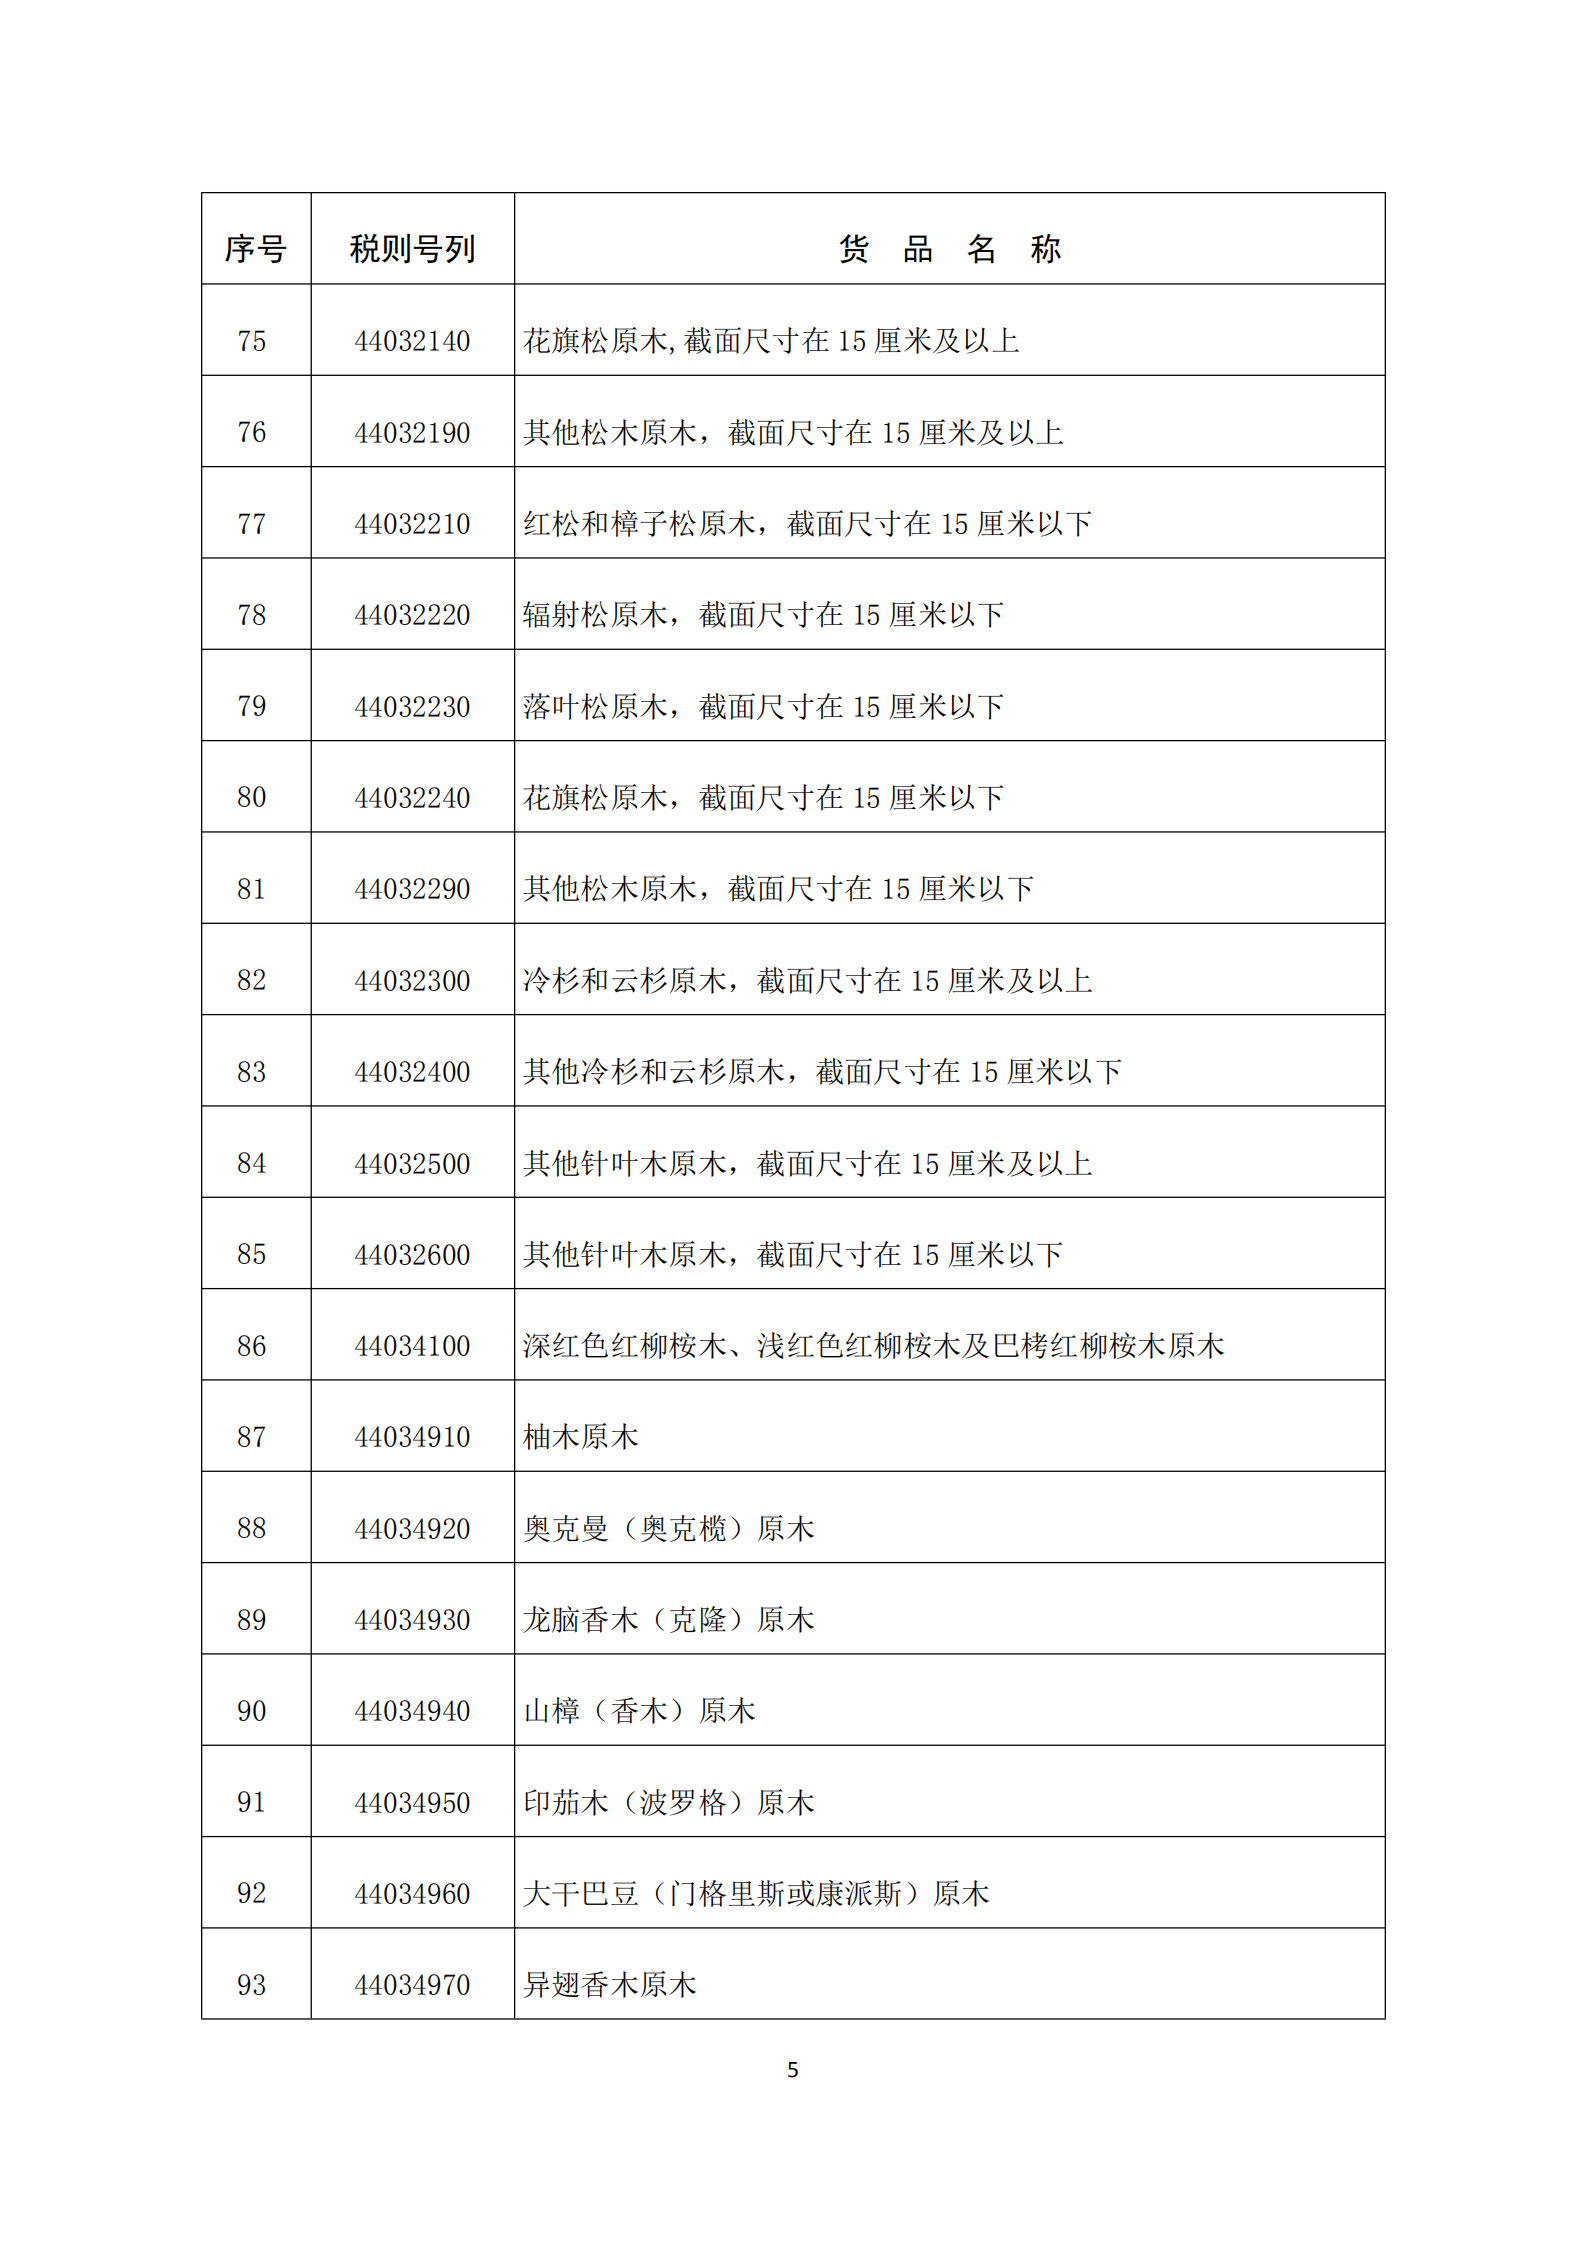 序号 税则号列 货 品 名 称
75 44032140 花旗松原木,截面尺寸在 15 厘米及以上
76 44032190 其他松木原木，截面尺寸在 15 厘米及以上
77 44032210 红松和樟子松原木，截面尺寸在 15 厘米以下
78 44032220 辐射松原木，截面尺寸在 15 厘米以下
79 44032230 落叶松原木，截面尺寸在 15 厘米以下
80 44032240 花旗松原木，截面尺寸在 15 厘米以下
81 44032290 其他松木原木，截面尺寸在 15 厘米以下
82 44032300 冷杉和云杉原木，截面尺寸在 15 厘米及以上
83 44032400 其他冷杉和云杉原木，截面尺寸在 15 厘米以下
84 44032500 其他针叶木原木，截面尺寸在 15 厘米及以上
85 44032600 其他针叶木原木，截面尺寸在 15 厘米以下
86 44034100 深红色红柳桉木、浅红色红柳桉木及巴栲红柳桉木原木
87 44034910 柚木原木
88 44034920 奥克曼（奥克榄）原木
89 44034930 龙脑香木（克隆）原木
90 44034940 山樟（香木）原木
91 44034950 印茄木（波罗格）原木
92 44034960 大干巴豆（门格里斯或康派斯）原木
93 44034970 异翅香木原木
5